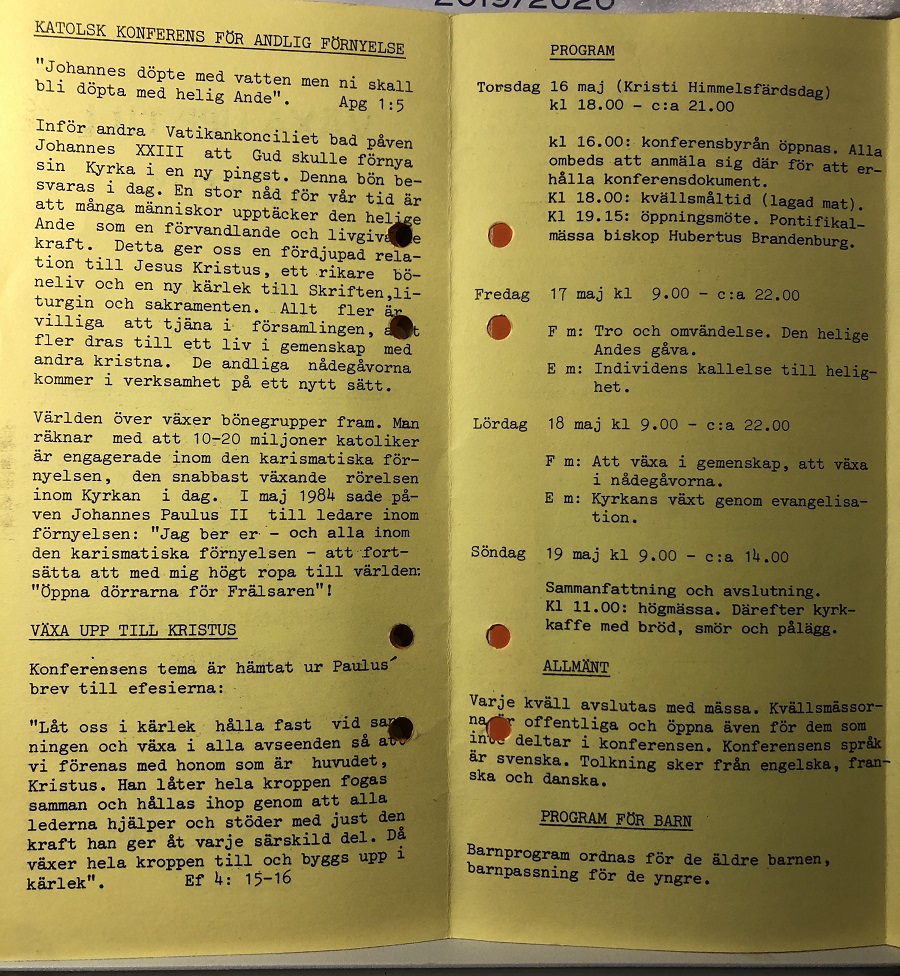 2019/2020
KATOLSK KONFERENS FÖR ANDLIG FÖRNYELSE
"Johannes döpte med vatten men ni skall
bli döpta med helig Ande". Apg 1:5
Inför andra Vatikankonciliet bad påven
Johannes XXIII att Gud skulle förnya
sin Kyrka i en ny pingst. Denna bön be-
svaras i dag. En stor nåd för vår tid är
att många människor upptäcker den helige
Ande som en förvandlande och
kraft. Detta ger oss en fördjupad rela-
tion till Jesus Kristus, ett rikare bö-
neliv och en ny kärlek till Skriften,li-
turgin och sakramenten. Allt fler är
villiga att tjäna i församlingen,
fler dras till ett liv i gemenskap med
andra kristna. De andliga nådegåvorna
kommer i verksamhet på ett nytt sätt.
Världen över växer bönegrupper fram. Man
räknar med att 10-20 miljoner katoliker
är engagerade inom den karismatiska för-
nyelsen, den snabbast växande rörelsen
inom Kyrkan i dag. I maj 1984 sade på-
ven Johannes Paulus II till ledare inom
förnyelsen: "Jag ber er - och alla inom
den karismatiska förnyelsen - att fort-
sätta att med mig högt ropa till världen:
"Öppna dörrarna för Frälsaren"!
VÄXA UPP TILL KRISTUS
Konferensens tema är hämtat ur Paulus´
brev till efesierna:
"Låt oss i kärlek hålla fast vid san
ningen och växa i alla avseenden så att
vi förenas med honom som är huvudet,
Kristus. Han låter hela kroppen fogas
samman och hållas ihop genom att alla
lederna hjälper och stöder med just den
kraft han ger åt varje särskild del. Då
växer hela kroppen till och byggs upp i
kärlek". Ef 4: 15-16
PROGRAM
Torsdag 16 maj (Kristi Himmelsfärdsdag)
kl 18.00 - c:a 21.00
kl 16.00: konferensbyrån öppnas. Alla
ombeds att anmäla sig där för att er-
hålla konferensdokument.
Kl 18.00: kvällsmåltid (lagad mat).
Kl 19.15: öppningsmöte. Pontifikal-
mässa biskop Hubertus Brandenburg.
Fredag 17 maj kl 9.00 - c:a 22.00
F m: Tro och omvändelse. Den helige
Andes gåva.
E m: Individens kallelse till helig-
het.
Lördag 18 maj kl 9.00 - c:a 22.00
F m: Att växa i gemenskap, att växa
i nådegåvorna.
E m: Kyrkans växt genom evangelisa-
tion.
Söndag 19 maj kl 9.00 - c:a 14.00
Sammanfattning och avslutning.
Kl 11.00: högmässa. Därefter kyrk-
kaffe med bröd, smör och pålägg.
ALLMÄNT
Varje kväll avslutas med mässa. Kvällsmässor-
na är offentliga och öppna även för dem som
inte deltar i konferensen. Konferensens språk
är svenska. Tolkning sker från engelska, fran-
ska och danska.
PROGRAM FÖR BARN
Barnprogram ordnas för de äldre barnen,
barnpassning för de yngre.